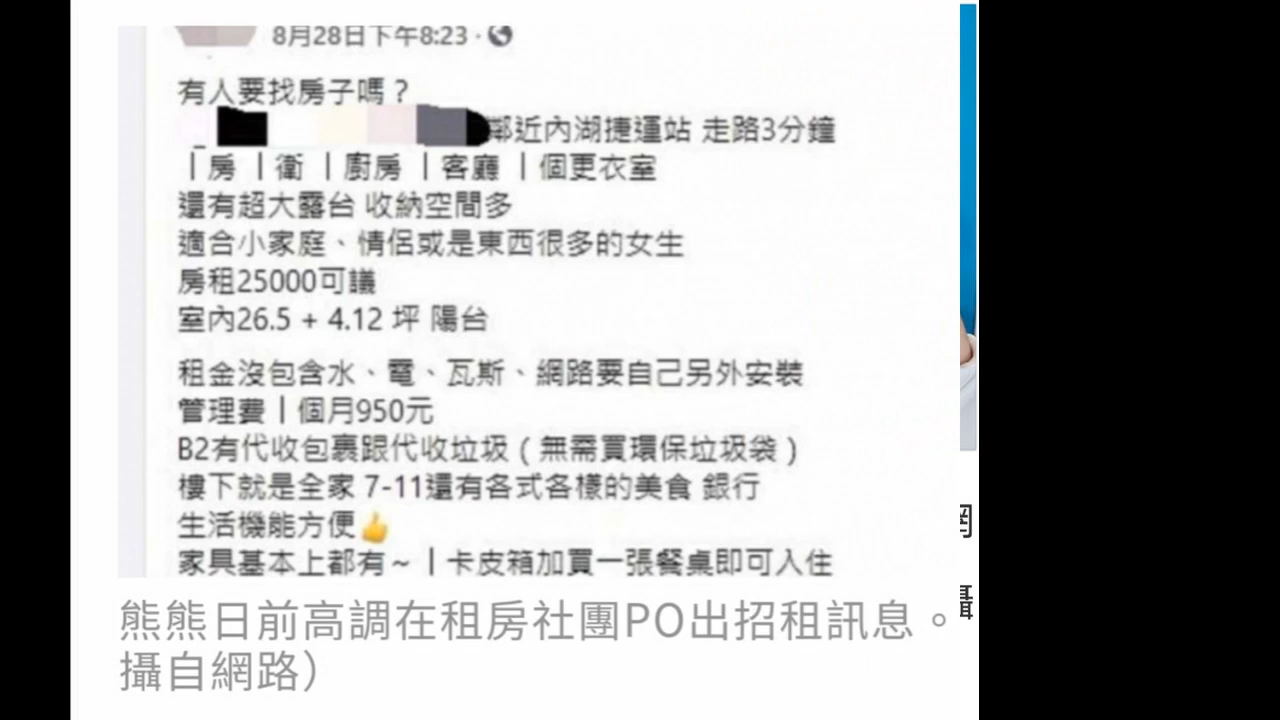 8月28日下午8:23 ·
有人要找房子嗎？
鄰近內湖捷運站 走路3分鐘
｜房 ｜衛 ｜廚房 ｜客廳 ｜個更衣室
還有超大露台 收納空間多
適合小家庭、情侶或是東西很多的女生
房租25000可議
室內26.5 + 4.12 坪 陽台
租金沒包含水、電、瓦斯、網路要自己另外安裝
管理費｜個月950元
B2有代收包裹跟代收垃圾（無需買環保垃圾袋）
樓下就是全家 7-11還有各式各樣的美食 銀行
生活機能方便👍
家具基本上都有~｜卡皮箱加買一張餐桌即可入住
熊熊日前高調在租房社團PO出招租訊息。
攝自網路）